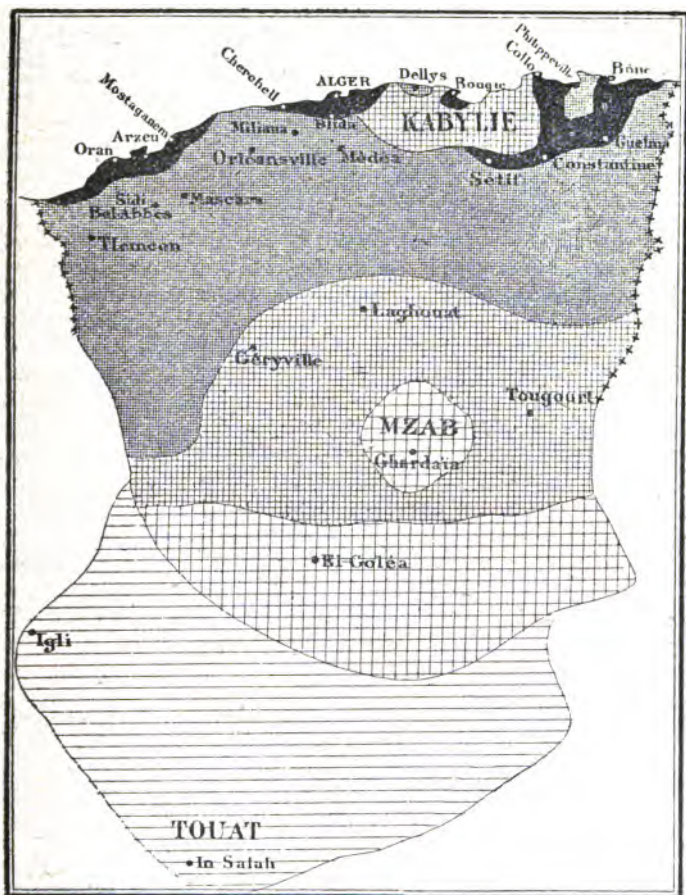 Philippeville
Collo
Bône
Cherchell
ALGER
Dellys
Bougie
Mostaganem
Arzeu
Oran
Miliana
Blida
KABYLIE
Guelma
Orléansville
Médéa
Constantine
Sétif
Sidi
Bel Abbès
Mascara
Tlemcen
Laghouat
Géryville
Tougourt
MZAB
Ghardaïa
El-Goléa
Igli
TOUAT
In Salah